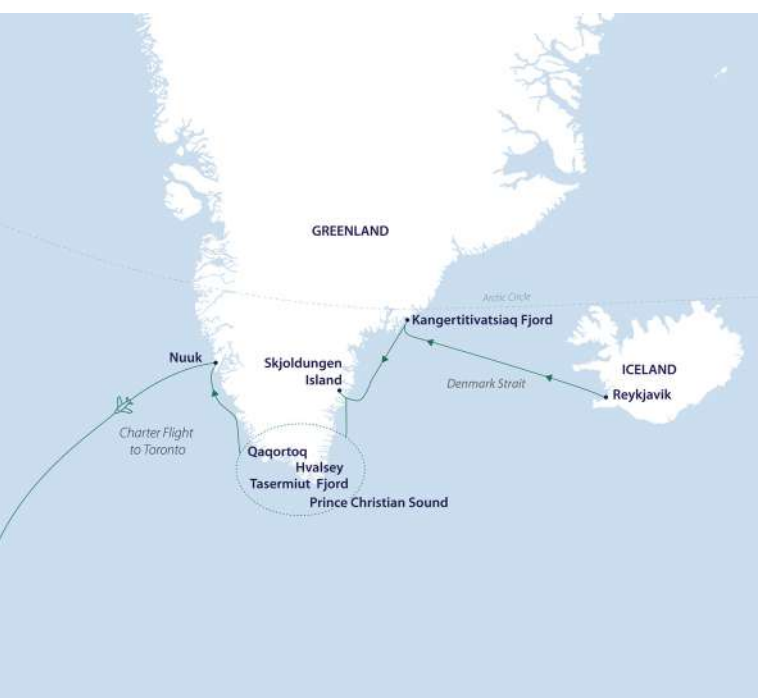 GREENLAND
Arctic Circle
Kangertitivatsiaq Fjord
Nuuk
Skjoldungen
Island
ICELAND
Denmark Strait
Reykjavik
Charter Flight
to Toronto
Qaqortoq
Hvalsey
Tasermiut Fjord
Prince Christian Sound